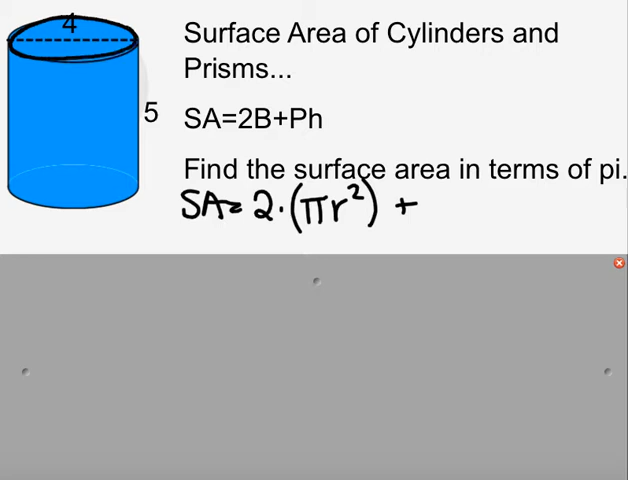 4
Surface Area of Cylinders and
Prisms...
5
SA=2B+Ph
Find the surface area in terms of pi.
SA=2·(πr²) +